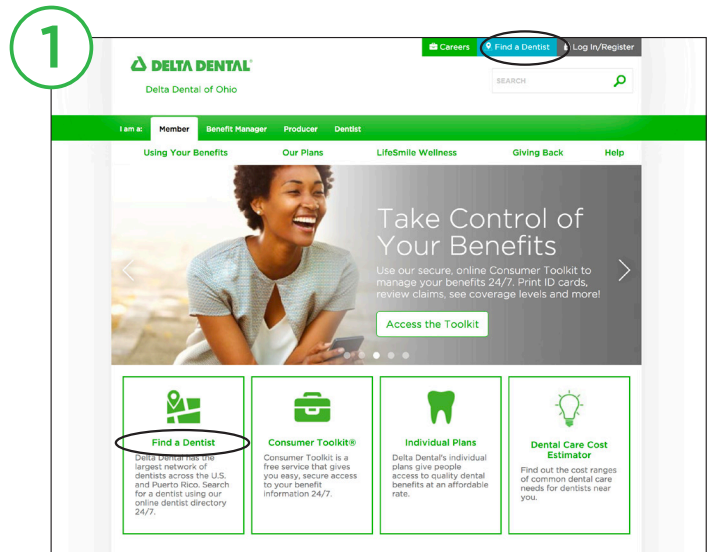 1
Careers Find a Dentist Log In/Register
DELTA DENTAL®
SEARCH
Delta Dental of Ohio
I am a: Member Benefit Manager Producer Dentist
Using Your Benefits Our Plans LifeSmile Wellness Giving Back Help
Take Control of
Your Benefits
Use our secure, online Consumer Toolkit to
manage your benefits 24/7. Print ID cards,
review claims, see coverage levels and more!
Access the Toolkit
Find a Dentist
Delta Dental has the
largest network of
dentists across the U.S.
and Puerto Rico. Search
for a dentist using our
online dentist directory
24/7.
Consumer Toolkit®
Consumer Toolkit is a
free service that gives
you easy, secure access
to your benefit
information 24/7.
Individual Plans
Delta Dental's individual
plans give people
access to quality dental
benefits at an affordable
rate.
Dental Care Cost
Estimator
Find out the cost ranges
of common dental care
needs for dentists near
you.